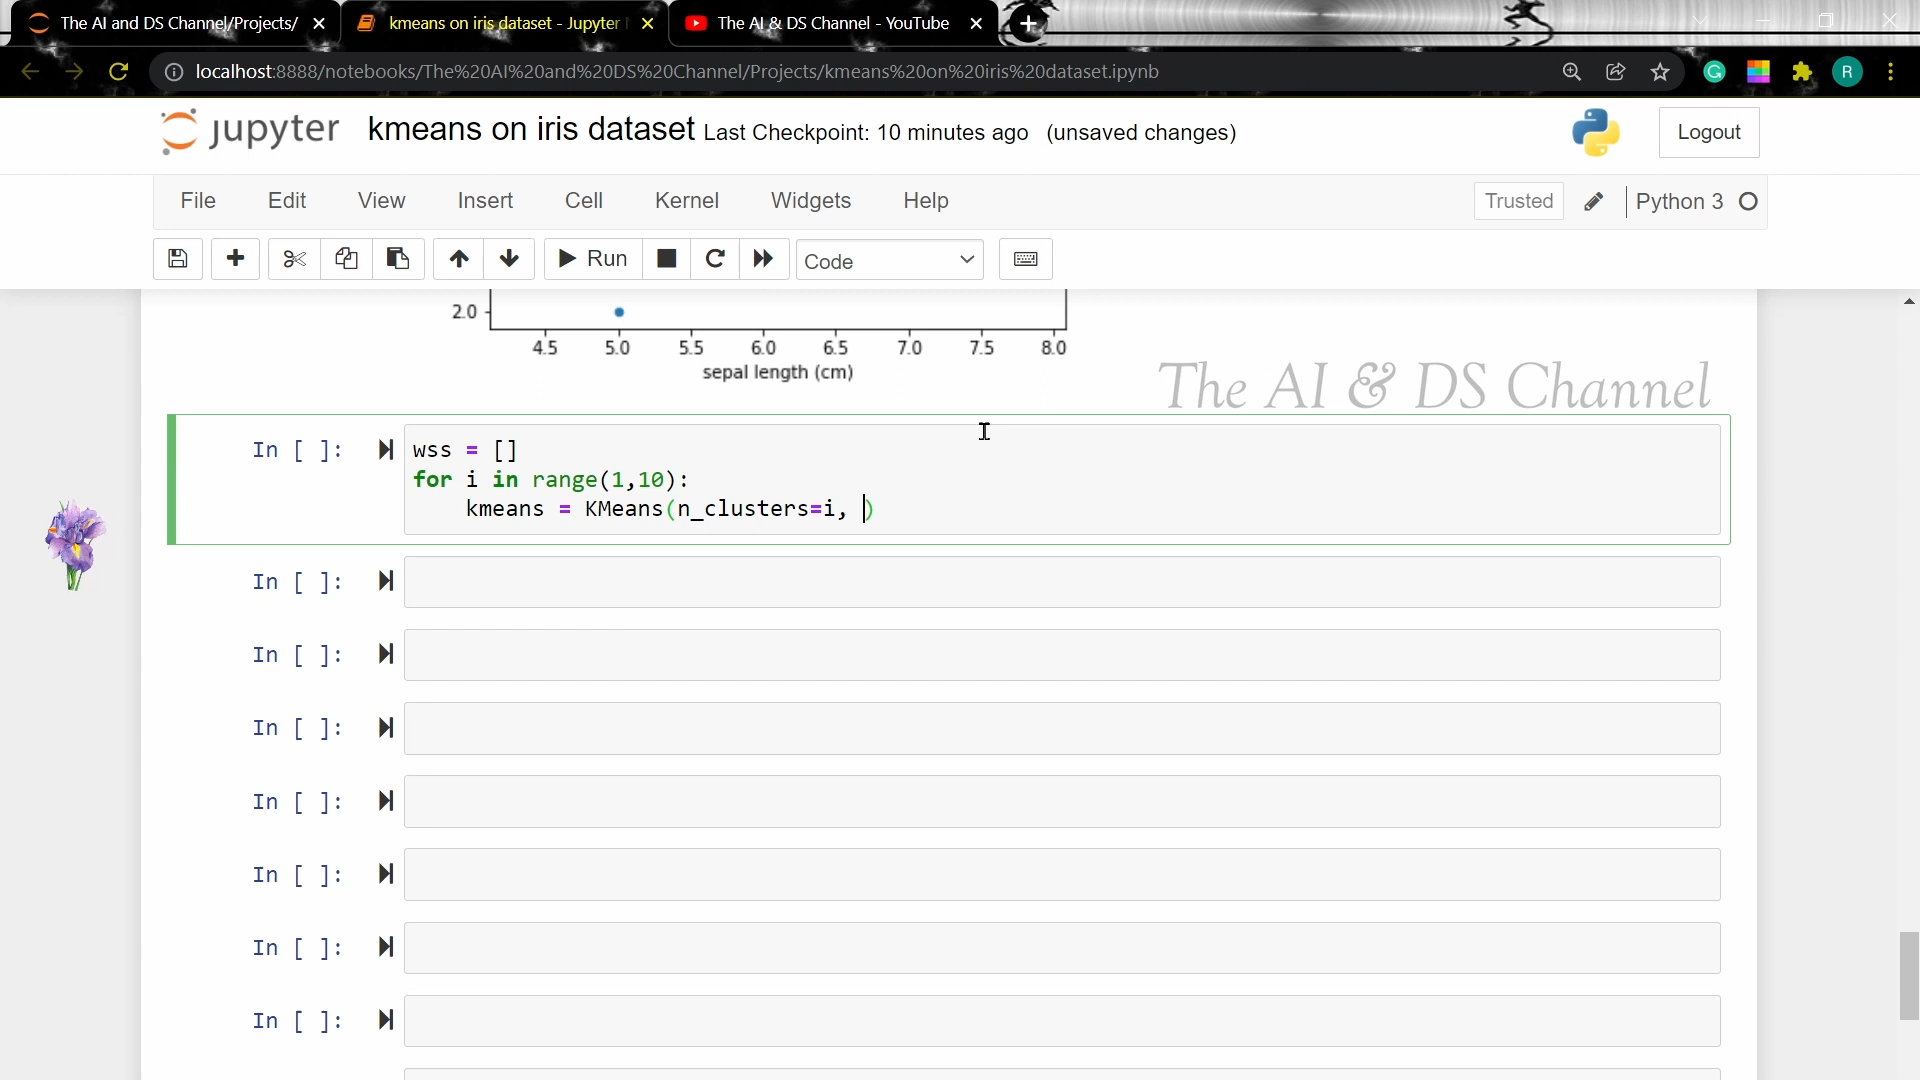 The AI and DS Channel/Projects/
kmeans on iris dataset - Jupyter
The AI & DS Channel - YouTube
localhost:8888/notebooks/The%20AI%20and%20DS%20Channel/Projects/kmeans%20on%20iris%20dataset.ipynb
R
jupyter kmeans on iris dataset Last Checkpoint: 10 minutes ago (unsaved changes)
Logout
File Edit View Insert Cell Kernel Widgets Help
Trusted
Python 3
Run
Code
2.0
4.5 5.0 5.5 6.0 6.5 7.0 7.5 8.0
sepal length (cm)
The AI & DS Channel
In [ ]: wss = []
for i in range(1,10):
kmeans = KMeans(n_clusters=i, )
In [ ]:
In [ ]:
In [ ]:
In [ ]:
In [ ]:
In [ ]:
In [ ]: